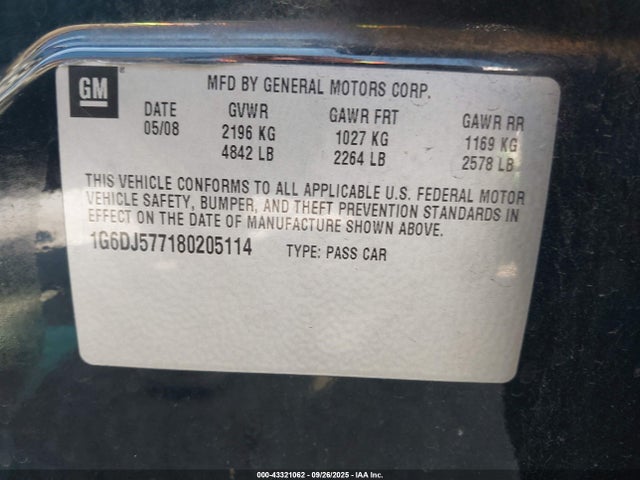 GM
MFD BY GENERAL MOTORS CORP.
DATE GVWR GAWR FRT GAWR RR
05/08 2196 KG 1027 KG 1169 KG
4842 LB 2264 LB 2578 LB
THIS VEHICLE CONFORMS TO ALL APPLICABLE U.S. FEDERAL MOTOR
VEHICLE SAFETY, BUMPER, AND THEFT PREVENTION STANDARDS IN
EFFECT ON THE DATE OF MANUFACTURE SHOWN ABOVE.
1G6DJ577180205114 TYPE: PASS CAR
000-43321062 - 09/26/2025 - IAA Inc.